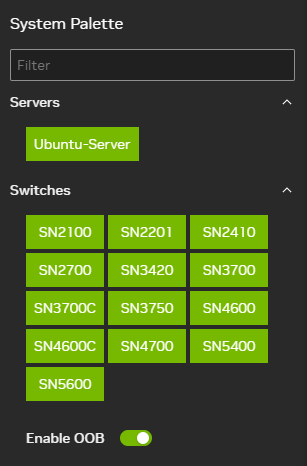 System Palette
Filter
Servers
Ubuntu-Server
Switches
SN2100 SN2201 SN2410
SN2700 SN3420 SN3700
SN3700C SN3750 SN4600
SN4600C SN4700 SN5400
SN5600
Enable OOB